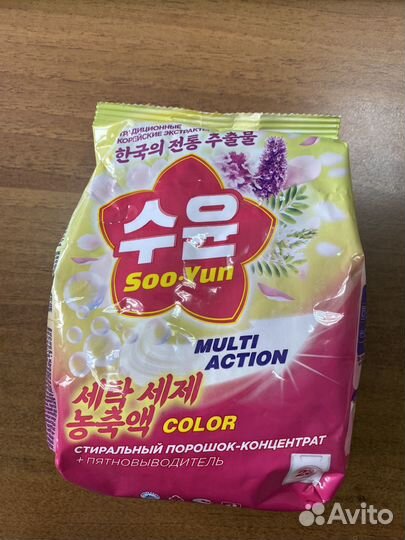 ТРАДИЦИОННЫЕ
КОРЕЙСКИЕ ЭКСТРАКТЫ
한국의 전통 추출물
수윤
Soo-Yun
MULTI
ACTION
세탁 세제
농축액 COLOR
СТИРАЛЬНЫЙ ПОРОШОК-КОНЦЕНТРАТ
+ПЯТНОВЫВОДИТЕЛЬ
Avito